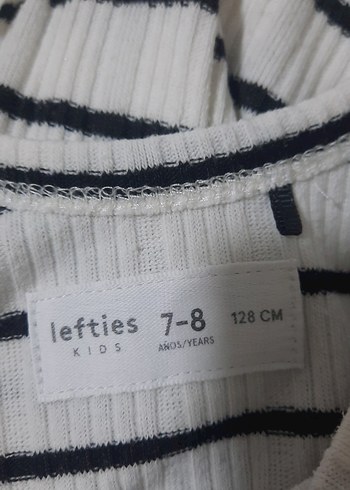 lefties 7-8 128 CM
KIDS AÑOS/YEARS